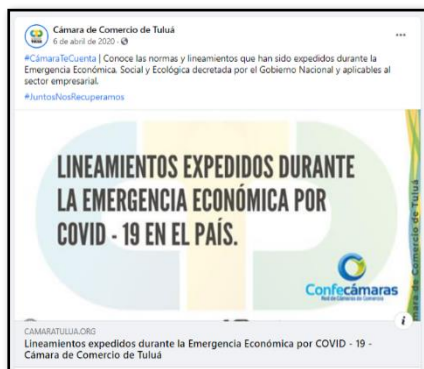 Cámara de Comercio de Tuluá
6 de abril de 2020 ·
#CámaraTeCuenta | Conoce las normas y lineamientos que han sido expedidos durante la
Emergencia Económica. Social y Ecológica decretada por el Gobierno Nacional y aplicables al
sector empresarial.
#JuntosNosRecuperamos
LINEAMIENTOS EXPEDIDOS DURANTE
LA EMERGENCIA ECONÓMICA POR
COVID - 19 EN EL PAÍS.
Confecámaras
Red de Cámaras de Comercio
mara de Comercio de Tuluá
CAMARATULUA.ORG
Lineamientos expedidos durante la Emergencia Económica por COVID - 19 -
Cámara de Comercio de Tuluá